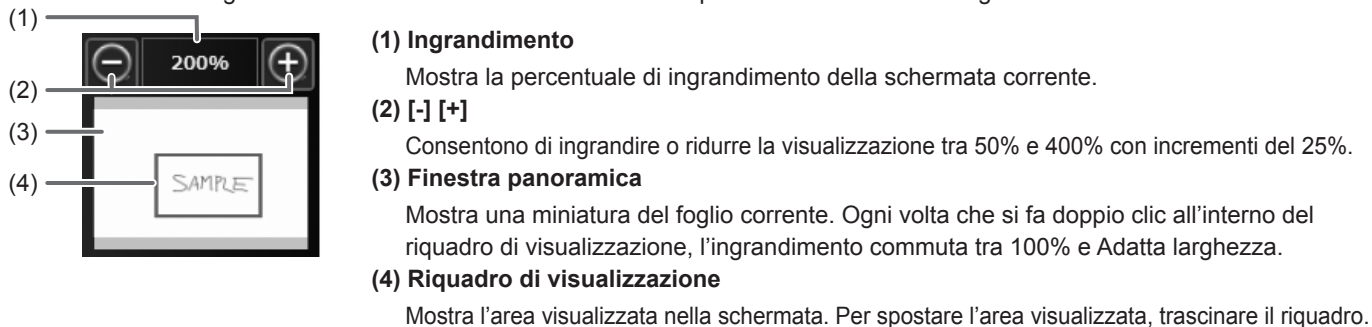 (1)
200%
(2)
(3)
(4)
SAMPLE
(1) Ingrandimento
Mostra la percentuale di ingrandimento della schermata corrente.
(2) [-] [+]
Consentono di ingrandire o ridurre la visualizzazione tra 50% e 400% con incrementi del 25%.
(3) Finestra panoramica
Mostra una miniatura del foglio corrente. Ogni volta che si fa doppio clic all’interno del
riquadro di visualizzazione, l’ingrandimento commuta tra 100% e Adatta larghezza.
(4) Riquadro di visualizzazione
Mostra l’area visualizzata nella schermata. Per spostare l’area visualizzata, trascinare il riquadro.